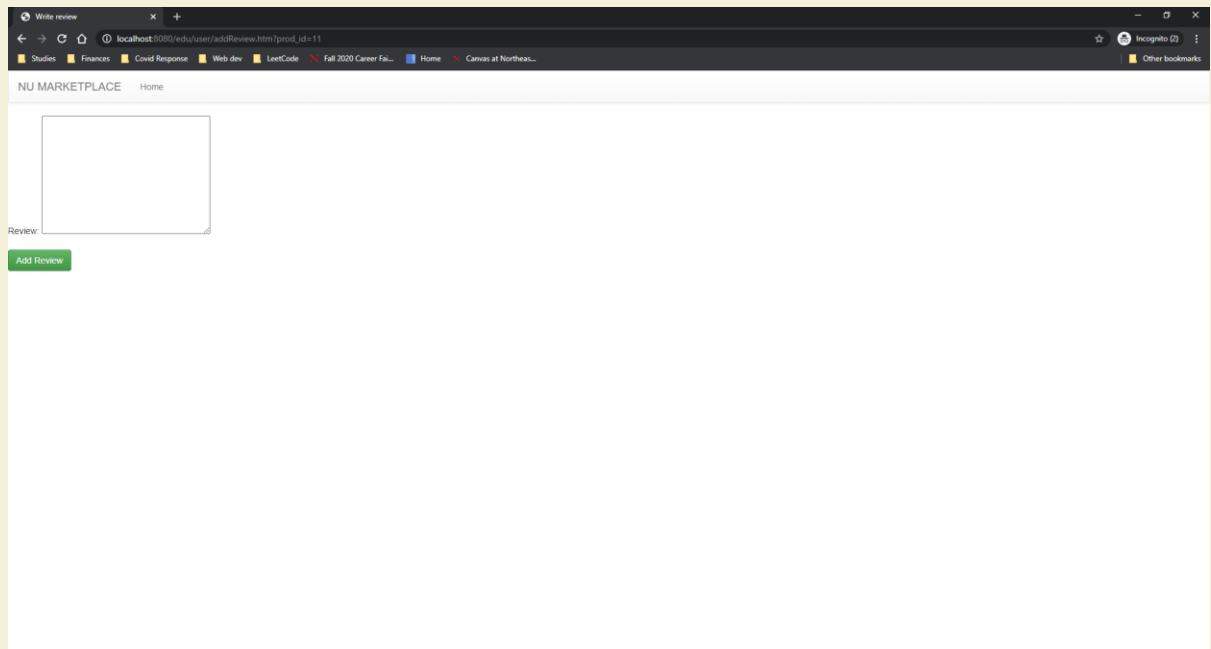 Write review
localhost:8080/edu/user/addReview.htm?prod_id=11
Incognito (2)
Studies Finances Covid Response Web dev LeetCode Fall 2020 Career Fai... Home Canvas at Northeas... Other bookmarks
NU MARKETPLACE Home
Review:
Add Review